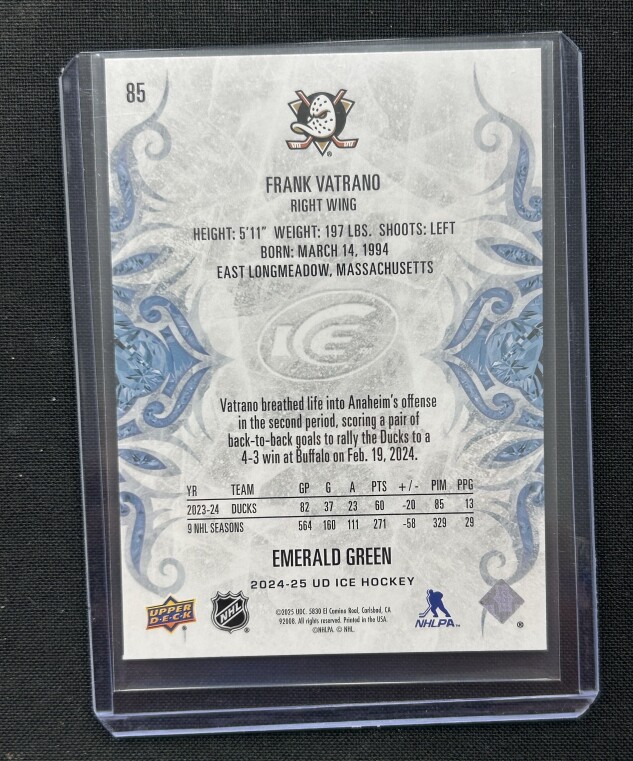 85
FRANK VATRANO
RIGHT WING
HEIGHT: 5'11" WEIGHT: 197 LBS. SHOOTS: LEFT
BORN: MARCH 14, 1994
EAST LONGMEADOW, MASSACHUSETTS
ICE
Vatrano breathed life into Anaheim's offense
in the second period, scoring a pair of
back-to-back goals to rally the Ducks to a
4-3 win at Buffalo on Feb. 19, 2024.
YR TEAM GP G A PTS +/- PIM PPG
2023-24 DUCKS 82 37 23 60 -20 85 13
9 NHL SEASONS 564 160 111 271 -58 329 29
EMERALD GREEN
2024-25 UD ICE HOCKEY
UPPER DECK
NHL
©2025 UDC. 5830 El Camino Real, Carlsbad, CA
92008. All rights reserved. Printed in the USA.
©NHLPA © NHL.
NHLPA™
®